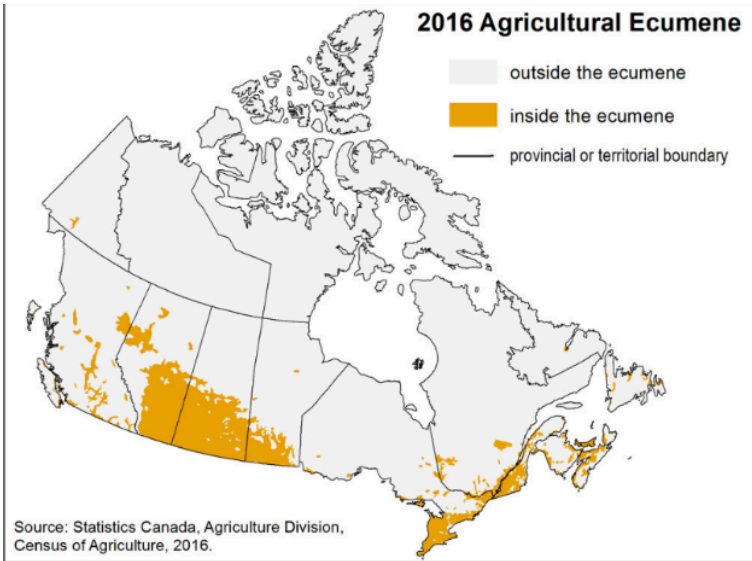 2016 Agricultural Ecumene
outside the ecumene
inside the ecumene
provincial or territorial boundary
Source: Statistics Canada, Agriculture Division,
Census of Agriculture, 2016.